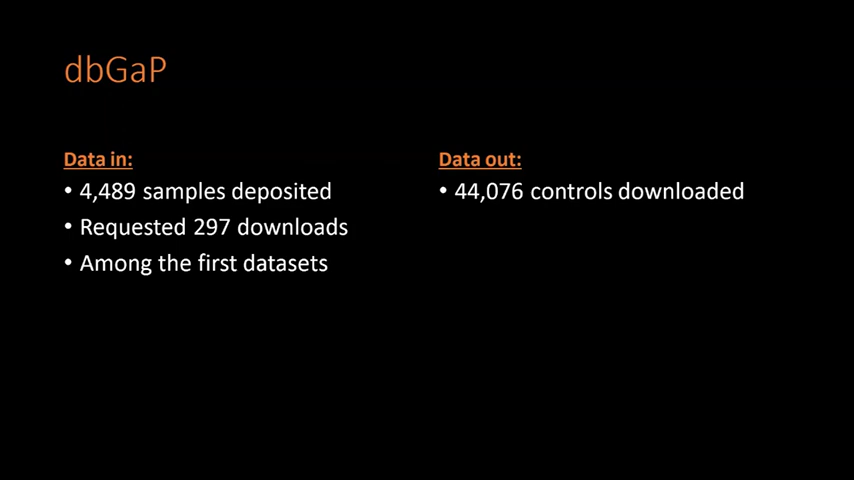 dbGaP
Data in:
• 4,489 samples deposited
• Requested 297 downloads
• Among the first datasets
Data out:
• 44,076 controls downloaded